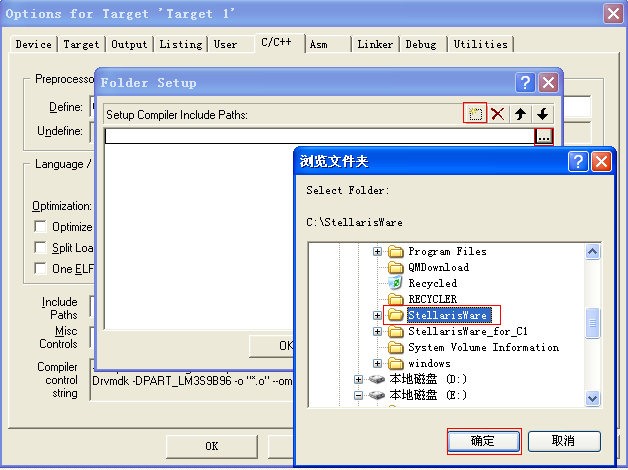 Options for Target 'Target 1'
Device Target Output Listing User C/C++ Asm Linker Debug Utilities
Preprocesso
Define:
Undefine:
Language /
Optimization:
Optimize
Split Loa
One ELF
Include
Paths
Misc
Controls
Compiler
control
string
Drvmdk -DPART_LM3S9B96 -o "*.o" --om
OK
Folder Setup
Setup Compiler Include Paths:
...
OK
浏览文件夹
Select Folder:
C:\StellarisWare
Program Files
QMDownload
Recycled
RECYCLER
StellarisWare
StellarisWare_for_C1
System Volume Information
windows
本地磁盘 (D:)
本地磁盘 (E:)
确定
取消